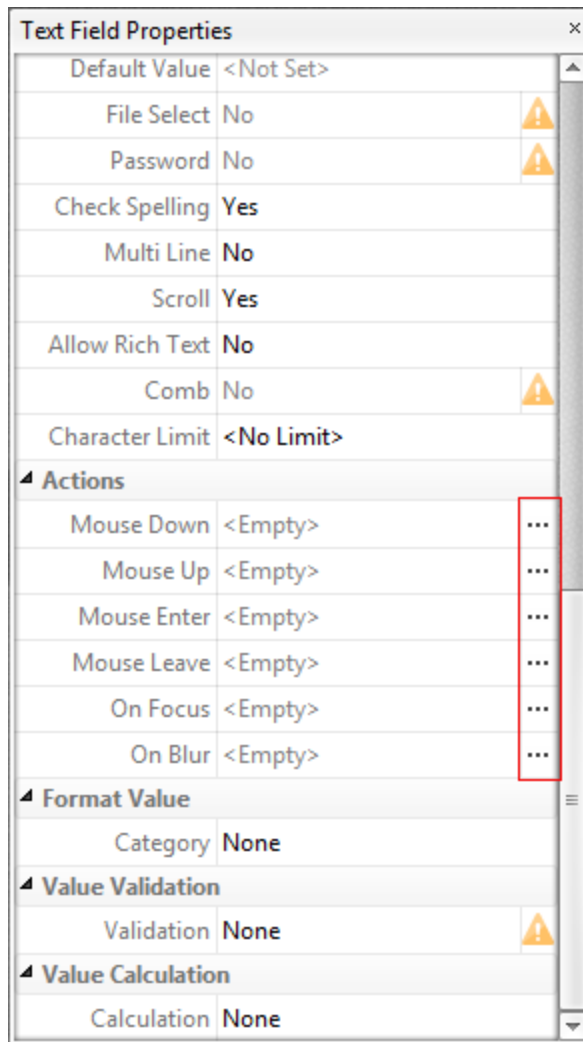 Text Field Properties
Default Value <Not Set>
File Select No
Password No
Check Spelling Yes
Multi Line No
Scroll Yes
Allow Rich Text No
Comb No
Character Limit <No Limit>
Actions
Mouse Down <Empty> ...
Mouse Up <Empty> ...
Mouse Enter <Empty> ...
Mouse Leave <Empty> ...
On Focus <Empty> ...
On Blur <Empty> ...
Format Value
Category None
Value Validation
Validation None
Value Calculation
Calculation None